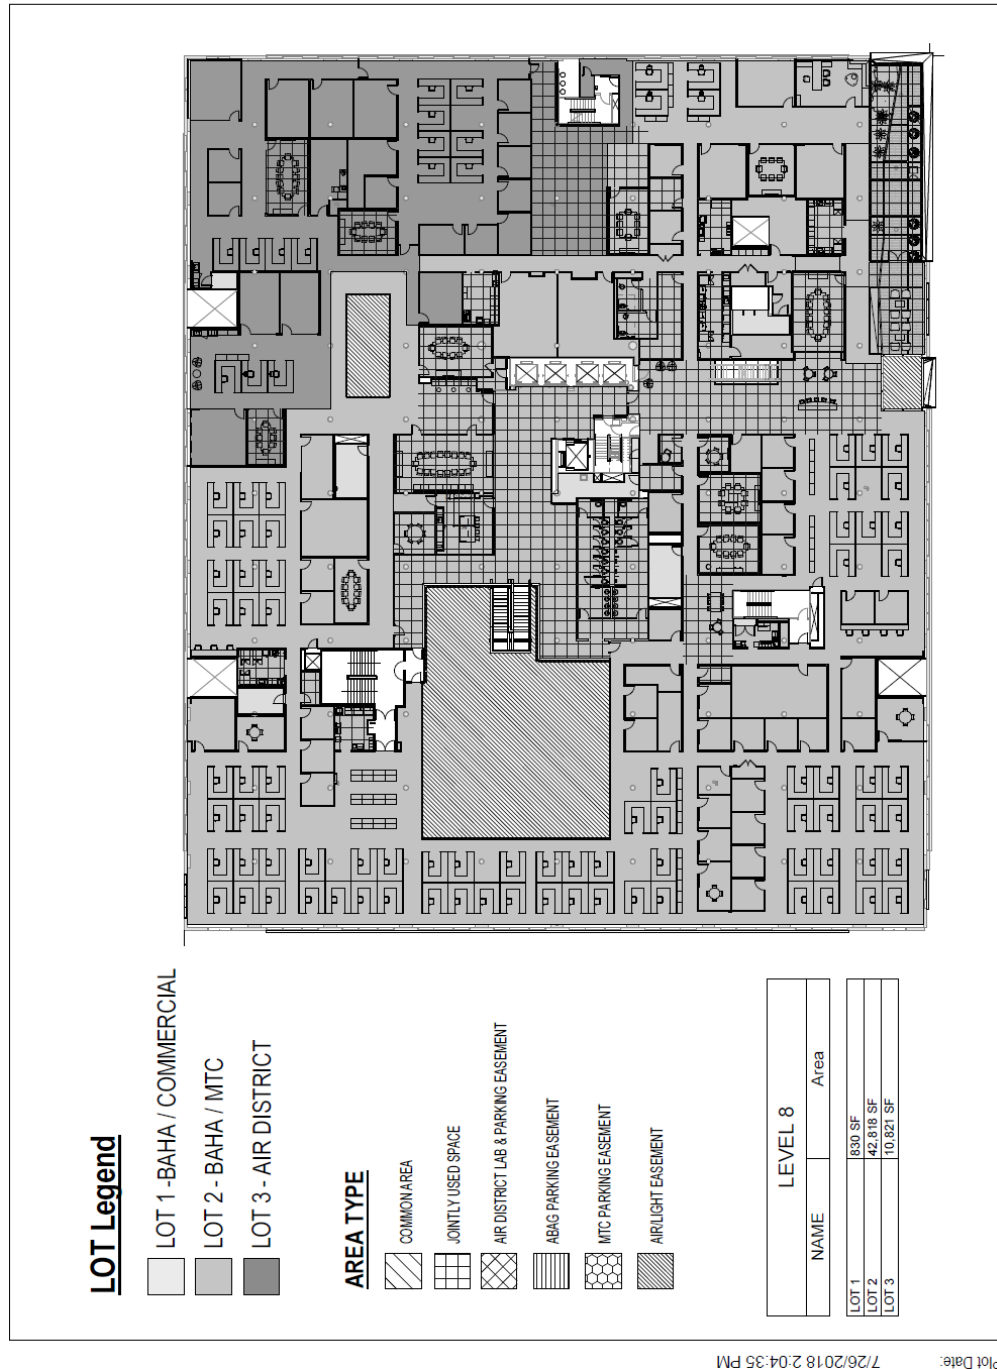 LOT Legend
LOT 1 -BAHA / COMMERCIAL
LOT 2 - BAHA / MTC
LOT 3 - AIR DISTRICT
AREA TYPE
COMMON AREA
JOINTLY USED SPACE
AIR DISTRICT LAB & PARKING EASEMENT
ABAG PARKING EASEMENT
MTC PARKING EASEMENT
AIR/LIGHT EASEMENT
LEVEL 8
NAME Area
LOT 1 830 SF
LOT 2 42,818 SF
LOT 3 10,821 SF
Plot Date: 7/26/2018 2:04:35 PM